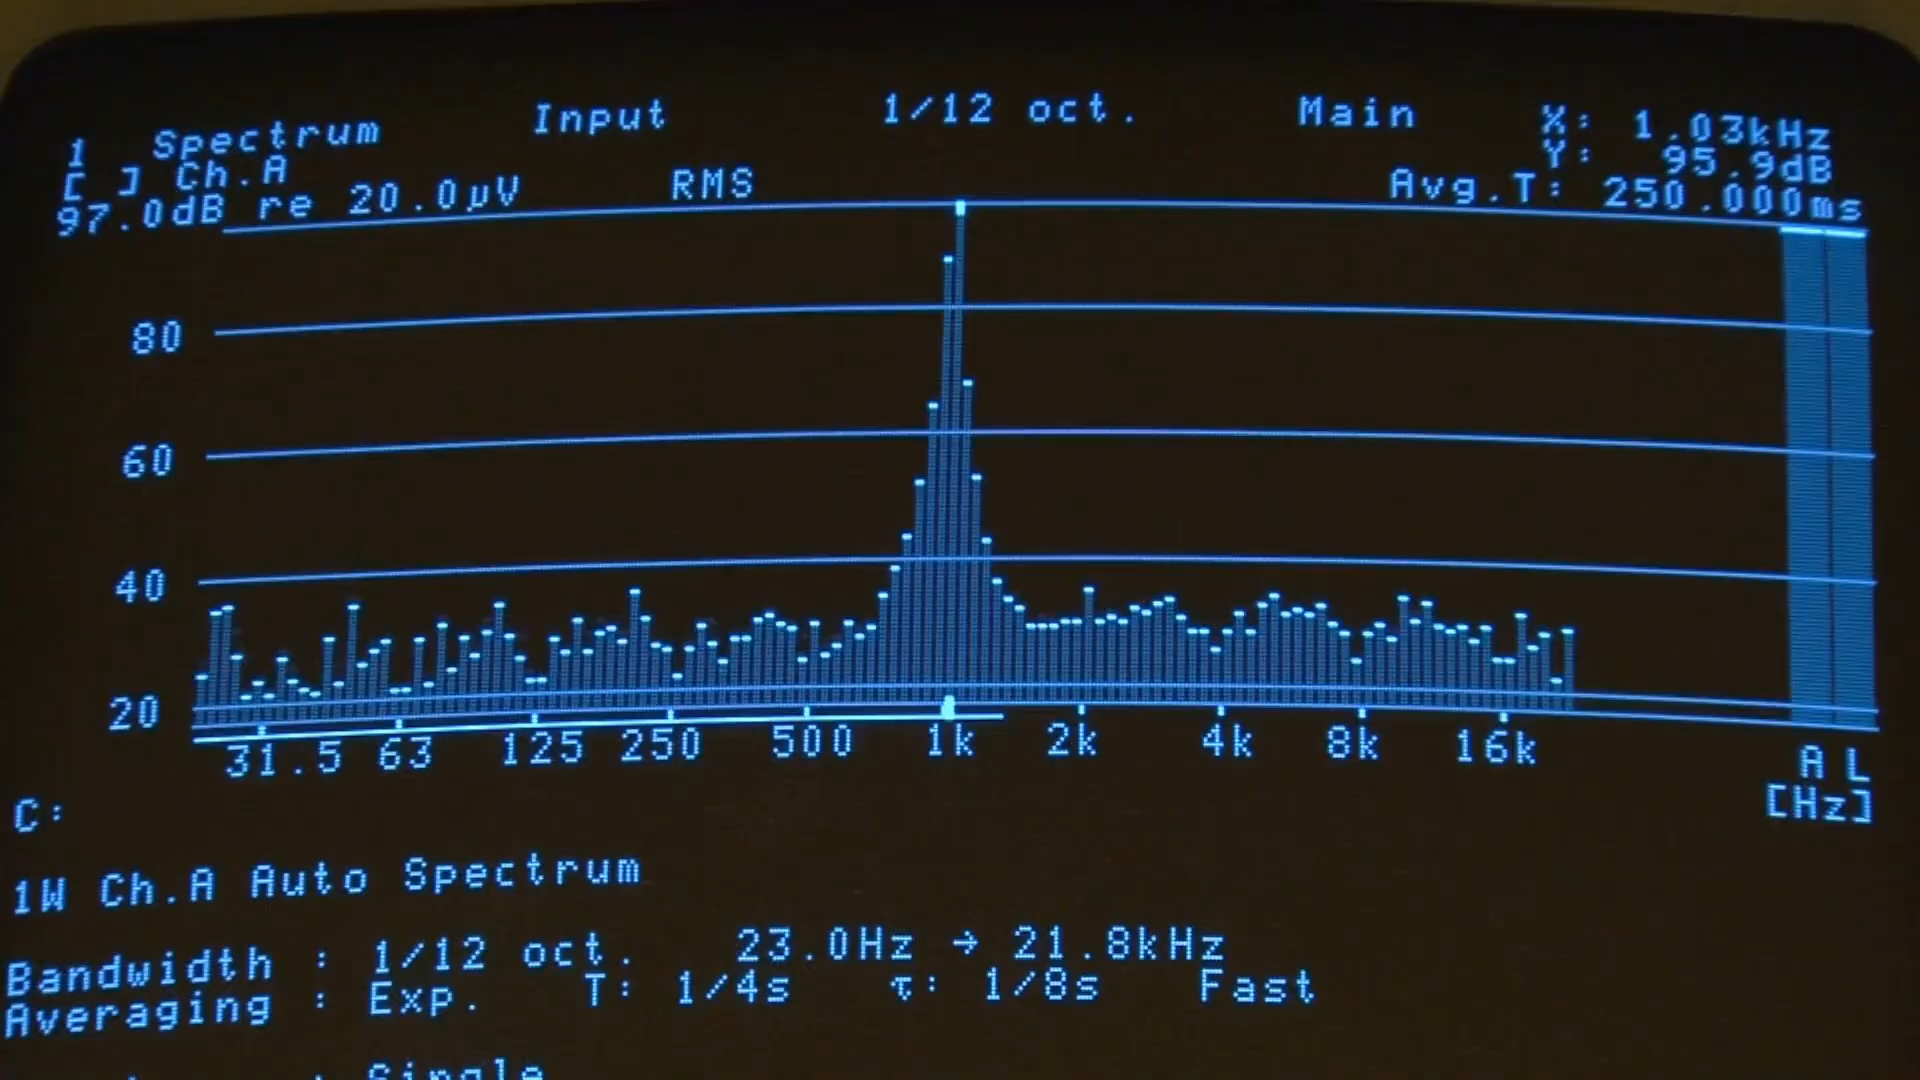 1 Spectrum Input 1/12 oct. Main X: 1.03kHz
[ ] Ch.A Y: 95.9dB
97.0dB re 20.0µV RMS Avg.T: 250.000ms
80
60
40
20
31.5 63 125 250 500 1k 2k 4k 8k 16k A L
[Hz]
C:
1W Ch.A Auto Spectrum
Bandwidth : 1/12 oct. 23.0Hz → 21.8kHz
Averaging : Exp. T: 1/4s τ: 1/8s Fast
: Single